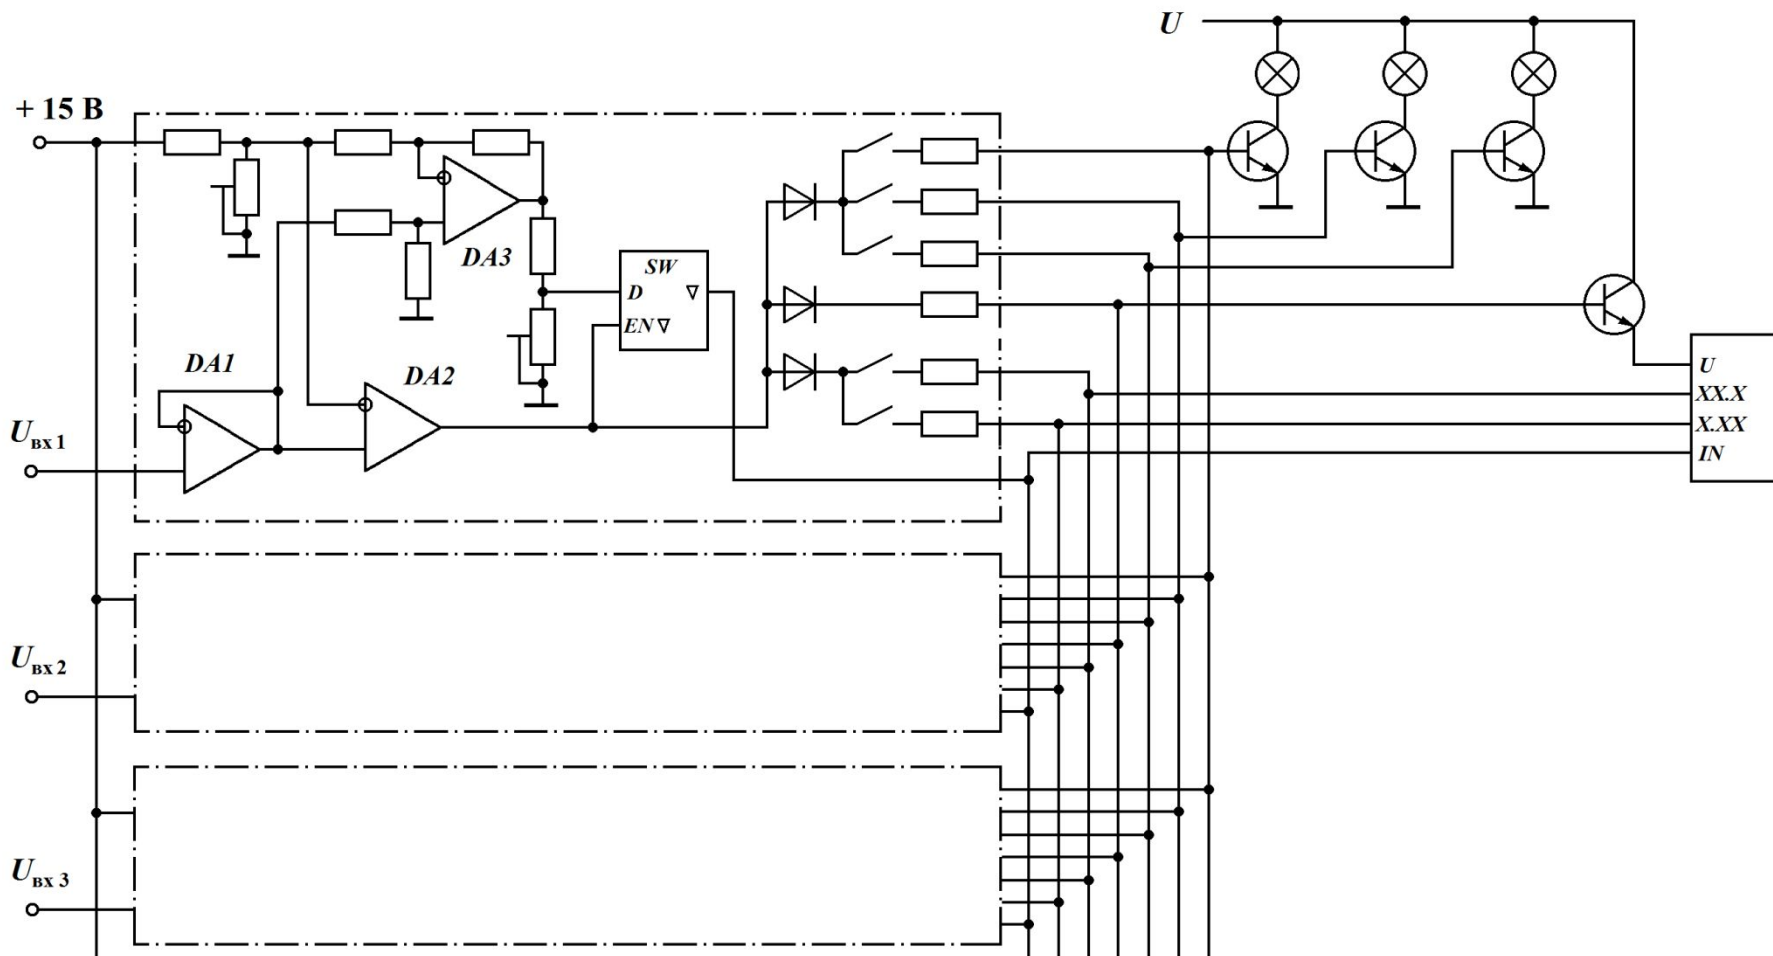 U
+ 15 В
DA3
SW
D ∇
EN ∇
DA1
DA2
U
XX.X
X.XX
IN
Uвх 1
Uвх 2
Uвх 3